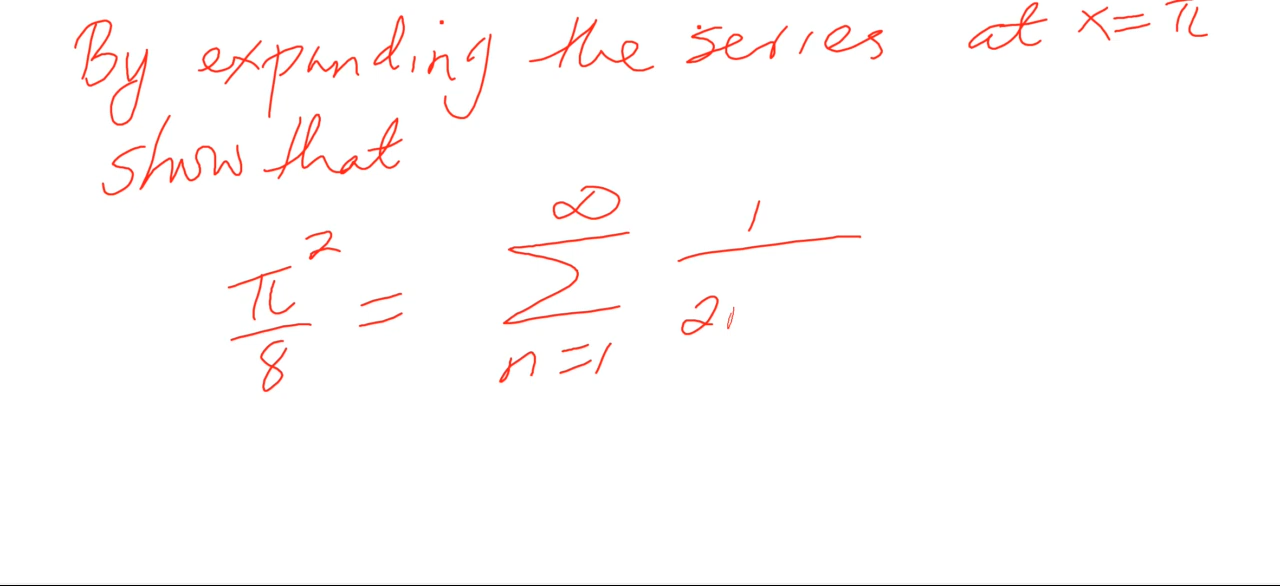 By expanding the series at x=π
show that
π²/8 = ∑_{n=1}^{∞} 1/2